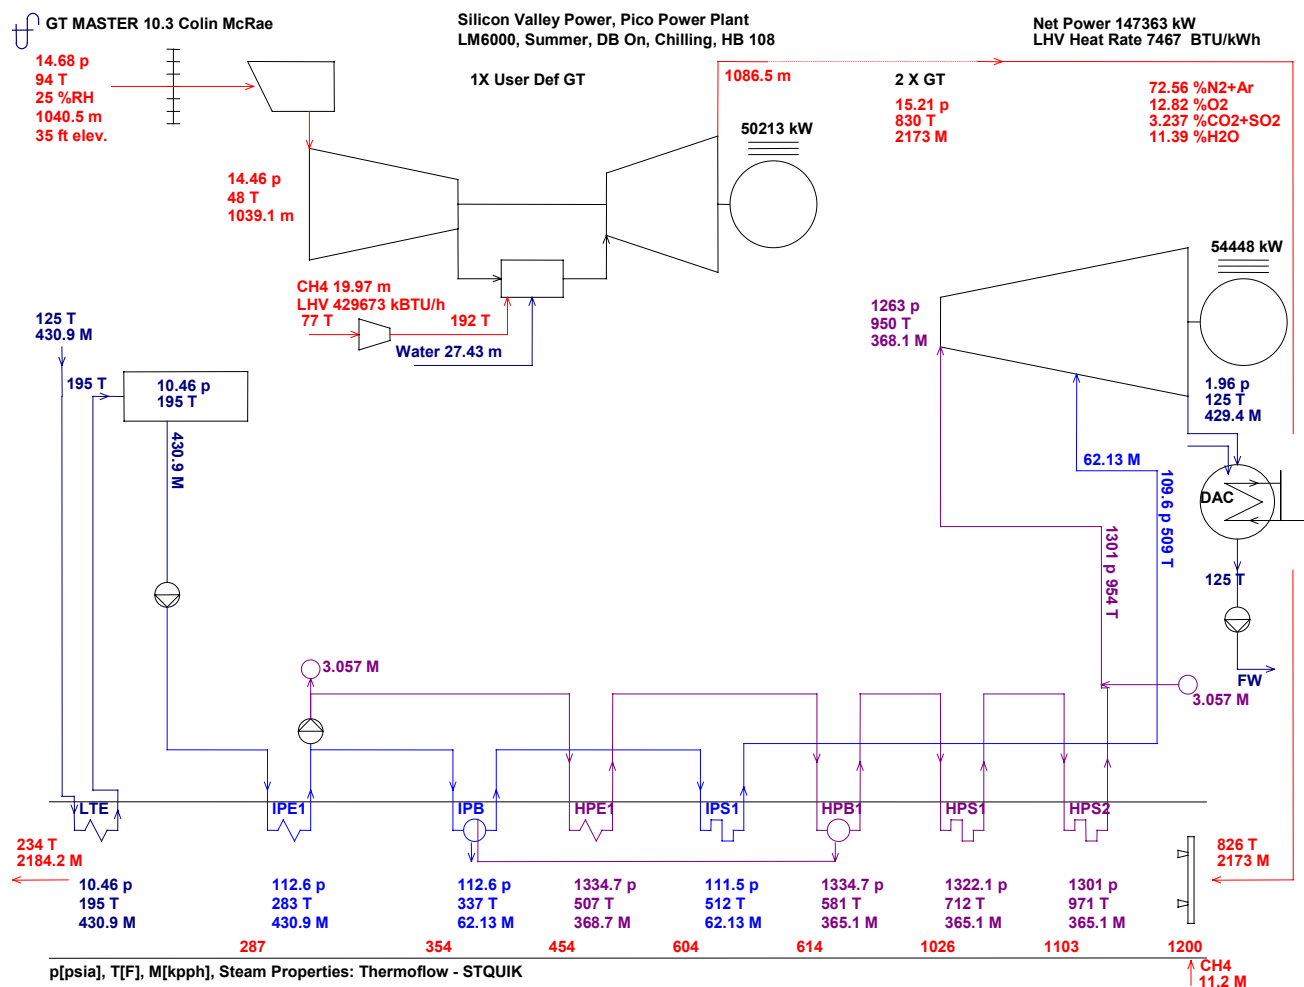 GT MASTER 10.3 Colin McRae
Silicon Valley Power, Pico Power Plant
LM6000, Summer, DB On, Chilling, HB 108
Net Power 147363 kW
LHV Heat Rate 7467  BTU/kWh
14.68 p
94 T
25 %RH
1040.5 m
35 ft elev.
1X User Def GT
1086.5 m
2 X GT
15.21 p
830 T
2173 M
72.56 %N2+Ar
12.82 %O2
3.237 %CO2+SO2
11.39 %H2O
50213 kW
14.46 p
48 T
1039.1 m
54448 kW
CH4 19.97 m
LHV 429673 kBTU/h
77 T
192 T
Water 27.43 m
1263 p
950 T
368.1 M
125 T
430.9 M
195 T
10.46 p
195 T
1.96 p
125 T
429.4 M
430.9 M
62.13 M
109.6 p 509 T
DAC
1301 p 954 T
125 T
FW
3.057 M
3.057 M
LTE
IPE1
IPB
HPE1
IPS1
HPB1
HPS1
HPS2
234 T
2184.2 M
826 T
2173 M
10.46 p
195 T
430.9 M
112.6 p
283 T
430.9 M
112.6 p
337 T
62.13 M
1334.7 p
507 T
368.7 M
111.5 p
512 T
62.13 M
1334.7 p
581 T
365.1 M
1322.1 p
712 T
365.1 M
1301 p
971 T
365.1 M
287
354
454
604
614
1026
1103
1200
p[psia], T[F], M[kpph], Steam Properties: Thermoflow - STQUIK
CH4
11.2 M